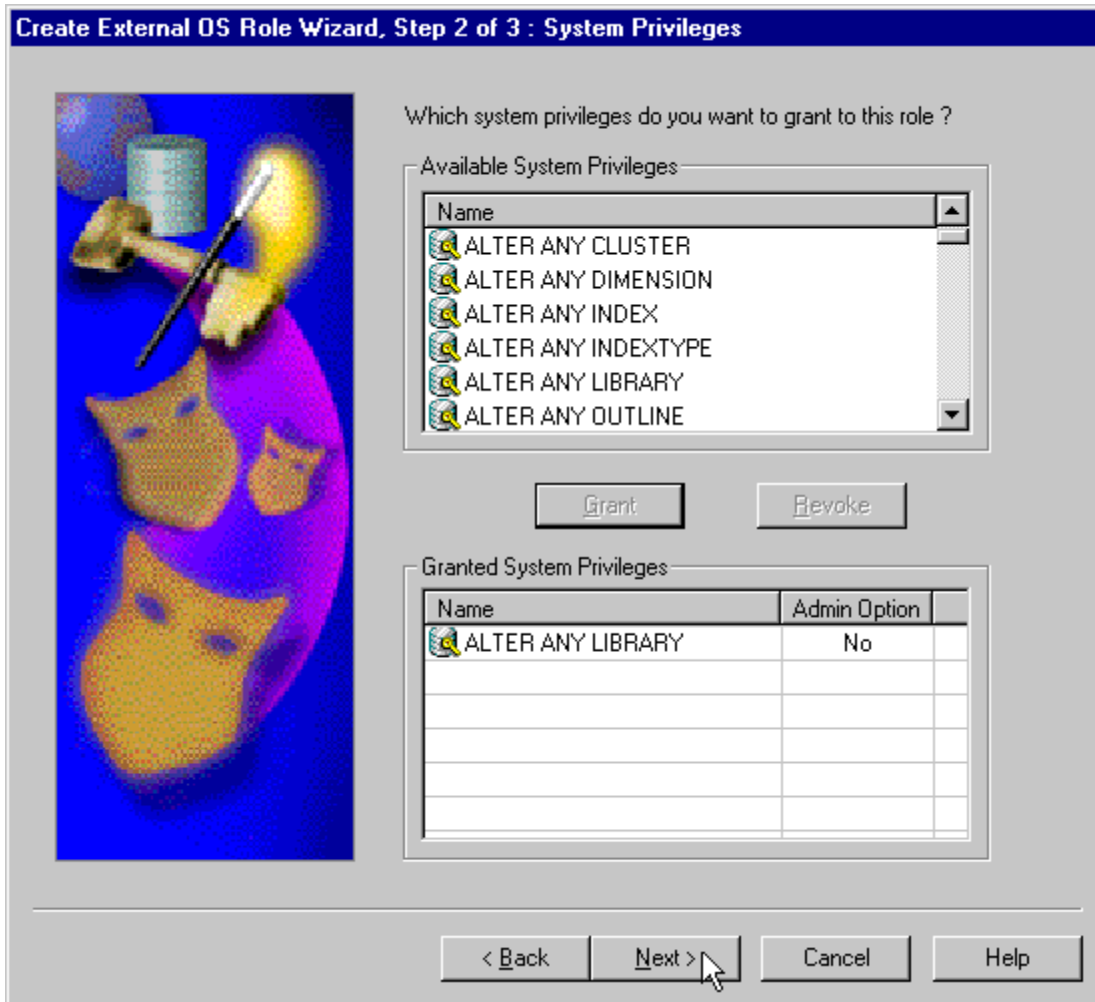 Create External OS Role Wizard, Step 2 of 3 : System Privileges
Which system privileges do you want to grant to this role ?
Available System Privileges
Name
ALTER ANY CLUSTER
ALTER ANY DIMENSION
ALTER ANY INDEX
ALTER ANY INDEXTYPE
ALTER ANY LIBRARY
ALTER ANY OUTLINE
Grant Revoke
Granted System Privileges
Name Admin Option
ALTER ANY LIBRARY No
< Back Next > Cancel Help